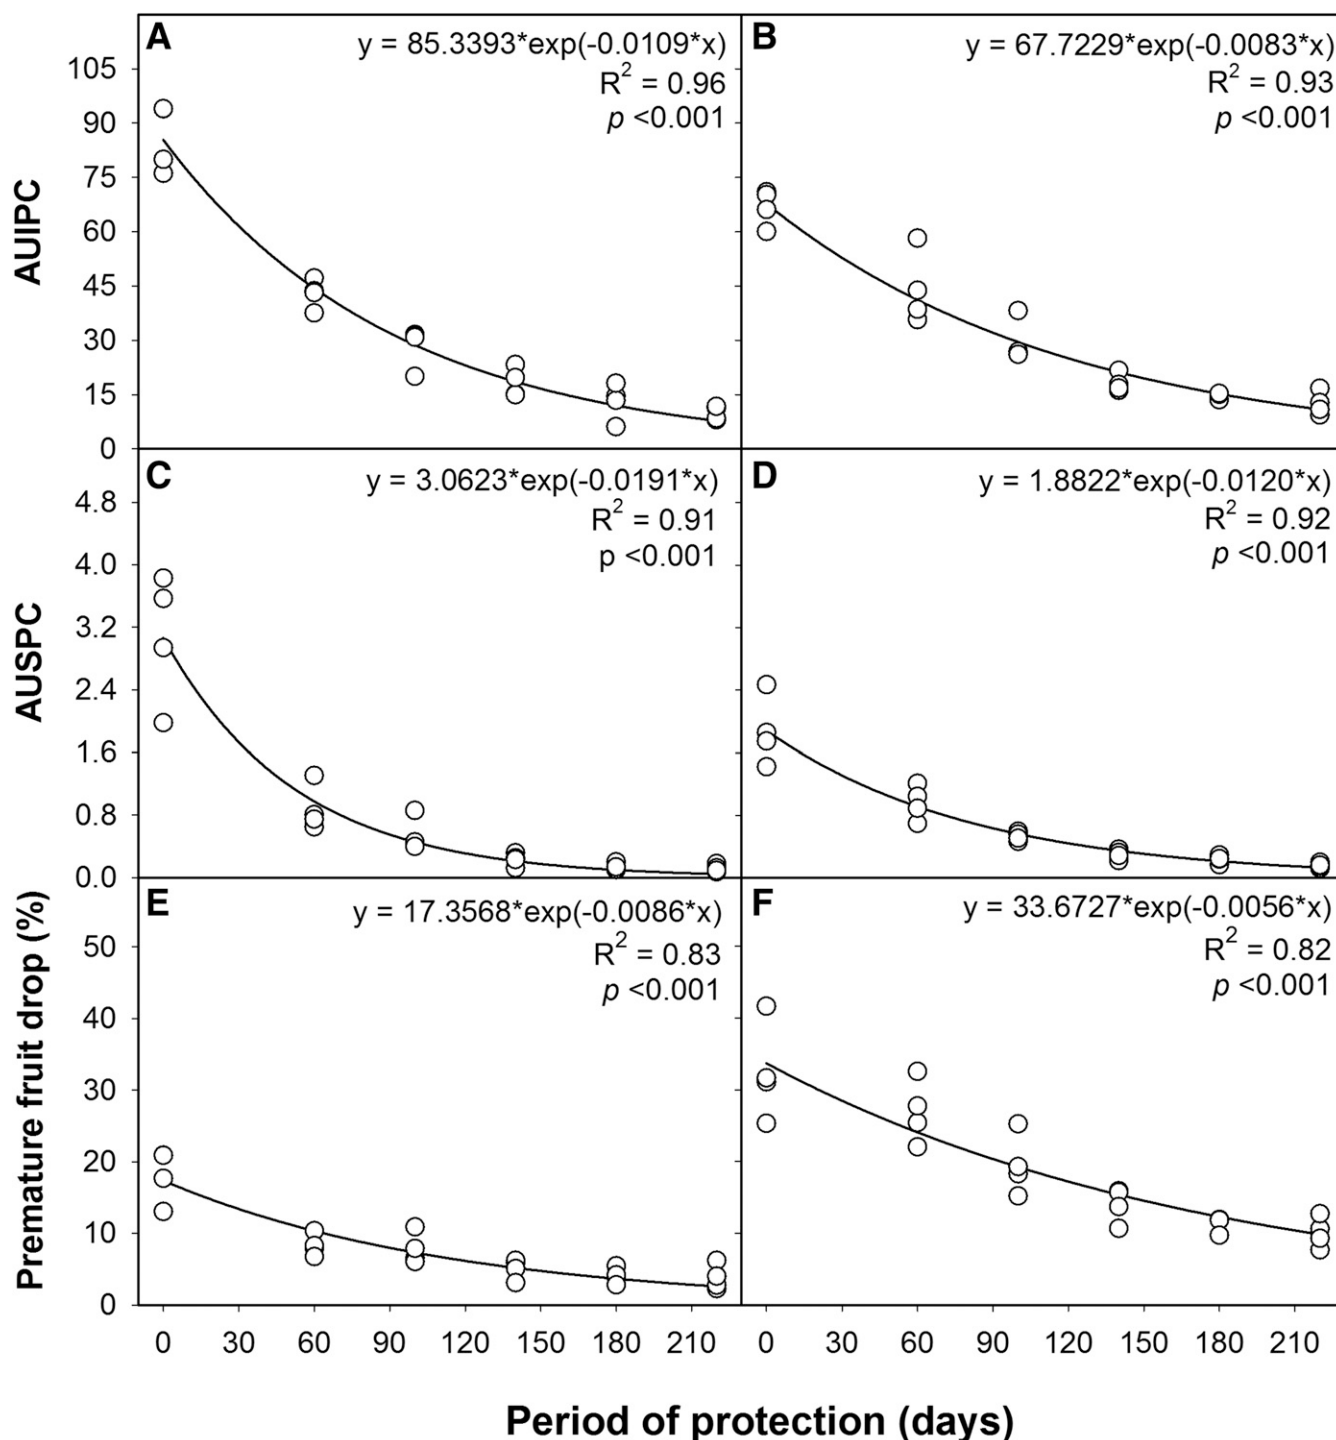 A
y = 85.3393*exp(-0.0109*x)
R² = 0.96
p <0.001
B
y = 67.7229*exp(-0.0083*x)
R² = 0.93
p <0.001
AUIPC
105
90
75
60
45
30
15
0
C
y = 3.0623*exp(-0.0191*x)
R² = 0.91
p <0.001
D
y = 1.8822*exp(-0.0120*x)
R² = 0.92
p <0.001
AUSPC
4.8
4.0
3.2
2.4
1.6
0.8
0.0
E
y = 17.3568*exp(-0.0086*x)
R² = 0.83
p <0.001
F
y = 33.6727*exp(-0.0056*x)
R² = 0.82
p <0.001
Premature fruit drop (%)
50
40
30
20
10
0
0 30 60 90 120 150 180 210
0 30 60 90 120 150 180 210
Period of protection (days)